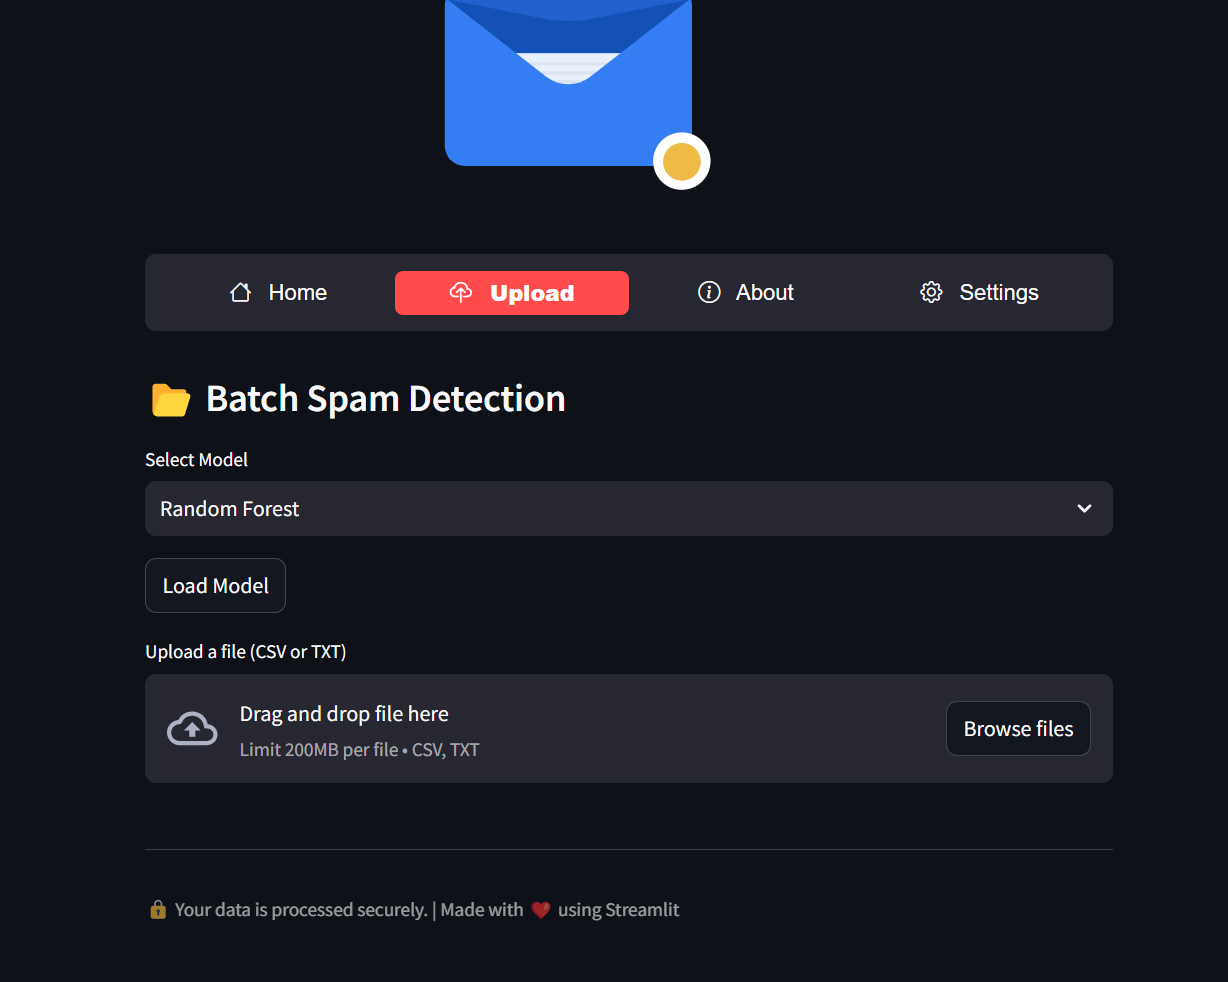 Home
Upload
About
Settings
Batch Spam Detection
Select Model
Random Forest
Load Model
Upload a file (CSV or TXT)
Drag and drop file here
Limit 200MB per file • CSV, TXT
Browse files
Your data is processed securely. | Made with ❤️ using Streamlit